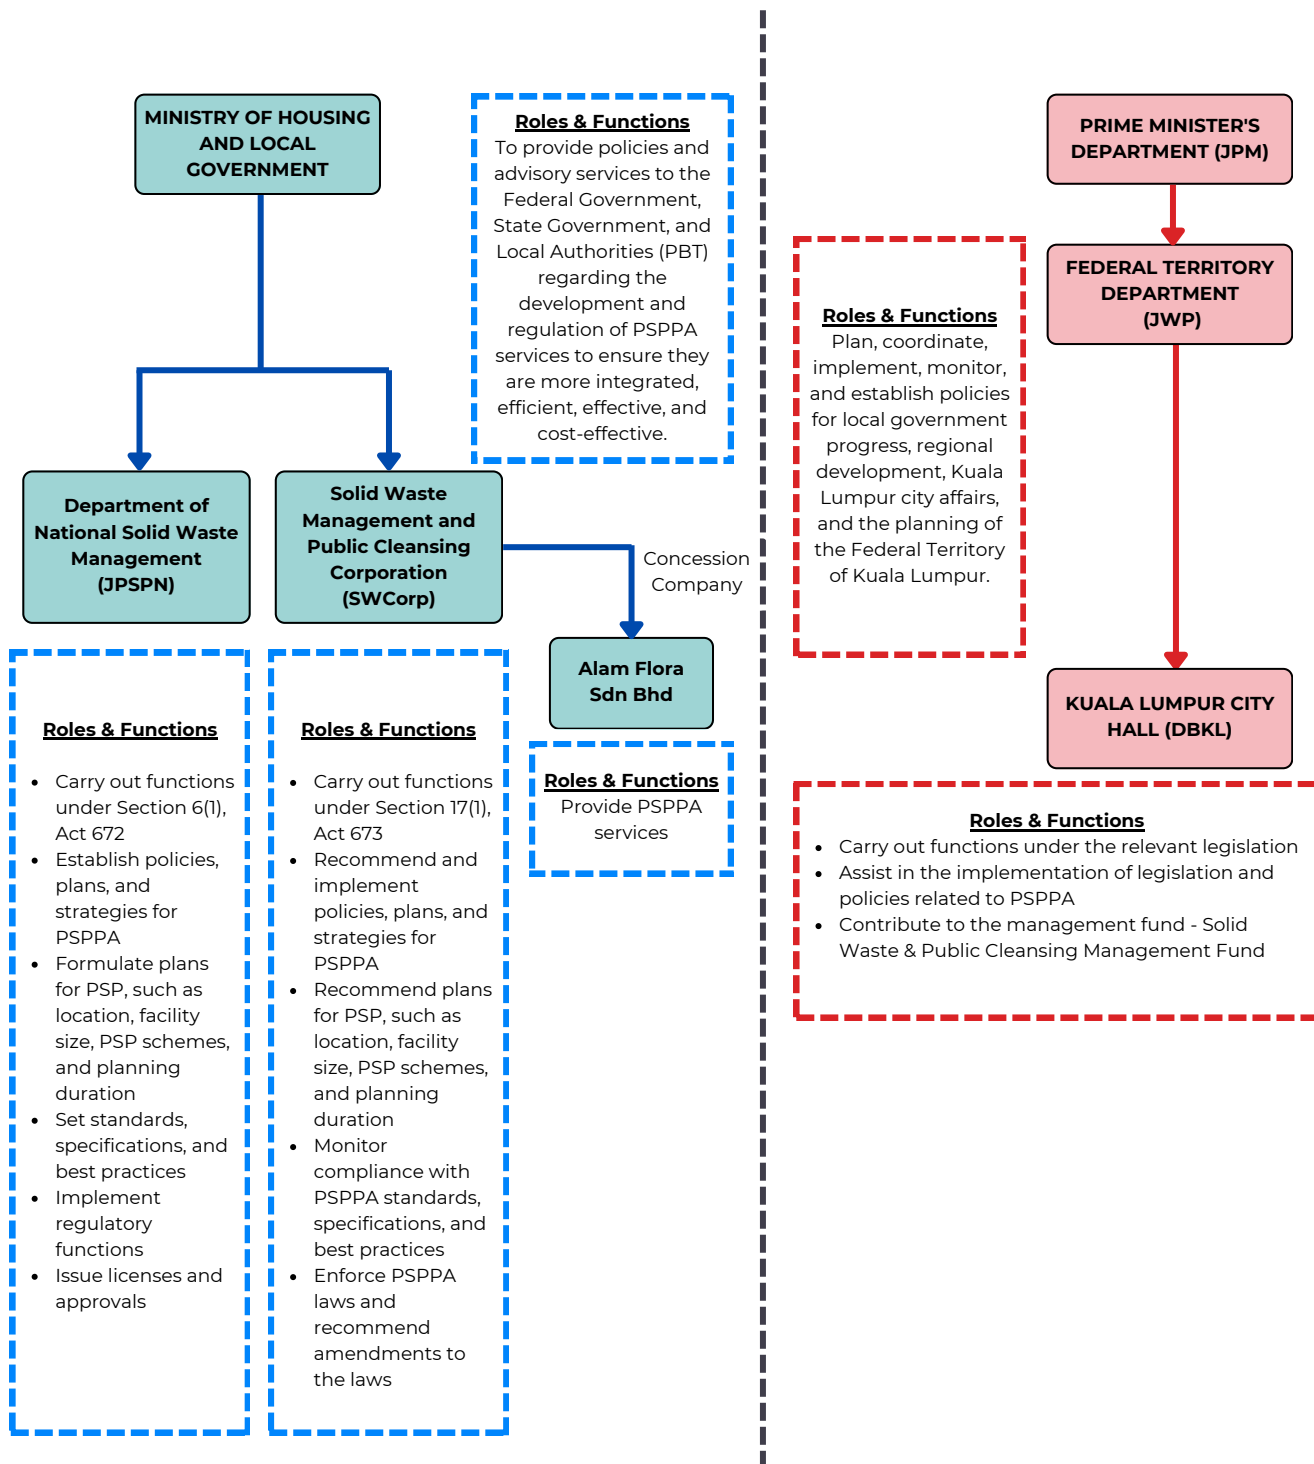 MINISTRY OF HOUSING
AND LOCAL
GOVERNMENT
Roles & Functions
To provide policies and
advisory services to the
Federal Government,
State Government, and
Local Authorities (PBT)
regarding the
development and
regulation of PSPPA
services to ensure they
are more integrated,
efficient, effective, and
cost-effective.
Department of
National Solid Waste
Management
(JPSPN)
Solid Waste
Management and
Public Cleansing
Corporation
(SWCorp)
Concession
Company
Alam Flora
Sdn Bhd
Roles & Functions
• Carry out functions
under Section 6(1),
Act 672
• Establish policies,
plans, and
strategies for
PSPPA
• Formulate plans
for PSP, such as
location, facility
size, PSP schemes,
and planning
duration
• Set standards,
specifications, and
best practices
• Implement
regulatory
functions
• Issue licenses and
approvals
Roles & Functions
• Carry out functions
under Section 17(1),
Act 673
• Recommend and
implement
policies, plans, and
strategies for
PSPPA
• Recommend plans
for PSP, such as
location, facility
size, PSP schemes,
and planning
duration
• Monitor
compliance with
PSPPA standards,
specifications, and
best practices
• Enforce PSPPA
laws and
recommend
amendments to
the laws
Roles & Functions
Provide PSPPA
services
PRIME MINISTER'S
DEPARTMENT (JPM)
FEDERAL TERRITORY
DEPARTMENT
(JWP)
Roles & Functions
Plan, coordinate,
implement, monitor,
and establish policies
for local government
progress, regional
development, Kuala
Lumpur city affairs,
and the planning of
the Federal Territory
of Kuala Lumpur.
KUALA LUMPUR CITY
HALL (DBKL)
Roles & Functions
• Carry out functions under the relevant legislation
• Assist in the implementation of legislation and
policies related to PSPPA
• Contribute to the management fund - Solid
Waste & Public Cleansing Management Fund